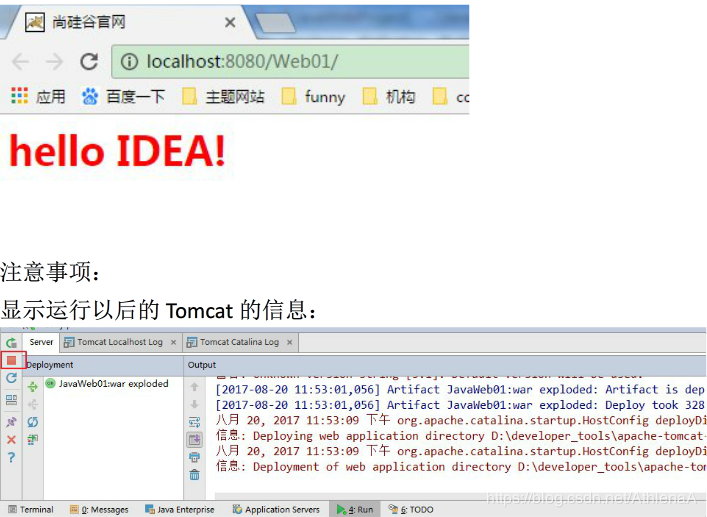 尚硅谷官网
localhost:8080/Web01/
应用 百度一下 主题网站 funny 机构
hello IDEA!
注意事项：
显示运行以后的 Tomcat 的信息：
Server Tomcat Localhost Log Tomcat Catalina Log
Deployment Output
JavaWeb01:war exploded
[2017-08-20 11:53:01,056] Artifact JavaWeb01:war exploded: Artifact is dep
[2017-08-20 11:53:01,056] Artifact JavaWeb01:war exploded: Deploy took 328
八月 20, 2017 11:53:09 下午 org.apache.catalina.startup.HostConfig deployDi
信息: Deploying web application directory D:\developer_tools\apache-tomcat-
八月 20, 2017 11:53:09 下午 org.apache.catalina.startup.HostConfig deployDi
信息: Deployment of web application directory D:\developer_tools\apache-tom
Terminal 0: Messages Java Enterprise Application Servers 4: Run 6: TODO
https://blog.csdn.net/AthlenaA